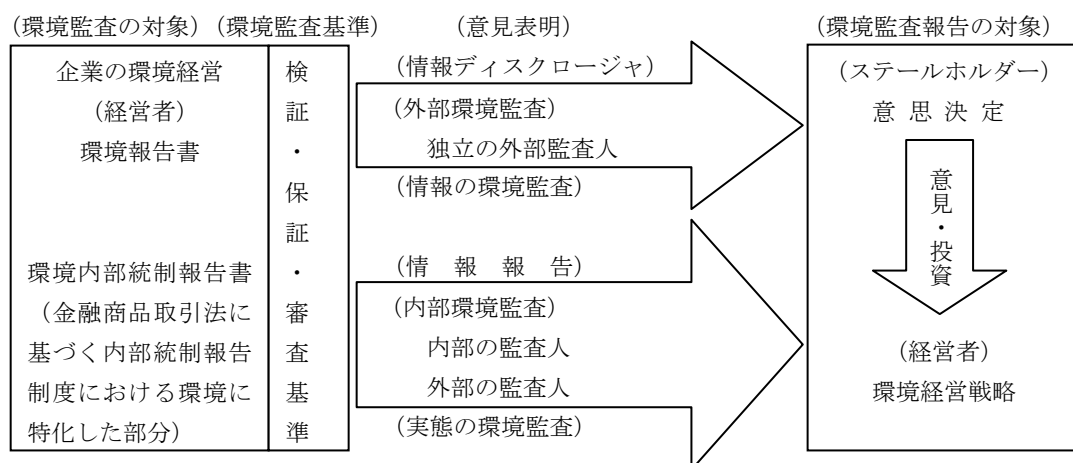 (環境監査の対象) (環境監査基準) (意見表明) (環境監査報告の対象)
企業の環境経営
(経営者)
環境報告書
環境内部統制報告書
(金融商品取引法に
基づく内部統制報告
制度における環境に
特化した部分)
検証・保証・審査基準
(情報ディスクロージャ)
(外部環境監査)
独立の外部監査人
(情報の環境監査)
(情報報告)
(内部環境監査)
内部の監査人
外部の監査人
(実態の環境監査)
(ステールホルダー)
意思決定
意見・投資
(経営者)
環境経営戦略